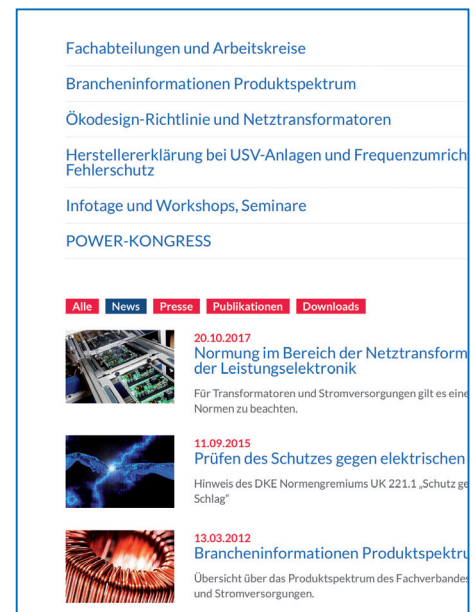 Fachabteilungen und Arbeitskreise
Brancheninformationen Produktspektrum
Ökodesign-Richtlinie und Netztransformatoren
Herstellererklärung bei USV-Anlagen und Frequenzumrich
Fehlerschutz
Infotage und Workshops, Seminare
POWER-KONGRESS
Alle News Presse Publikationen Downloads
20.10.2017
Normung im Bereich der Netztransform
der Leistungselektronik
Für Transformatoren und Stromversorgungen gilt es eine
Normen zu beachten.
11.09.2015
Prüfen des Schutzes gegen elektrischen
Hinweis des DKE Normengremiums UK 221.1 „Schutz ge
Schlag"
13.03.2012
Brancheninformationen Produktspektru
Übersicht über das Produktspektrum des Fachverbandes
und Stromversorgungen.